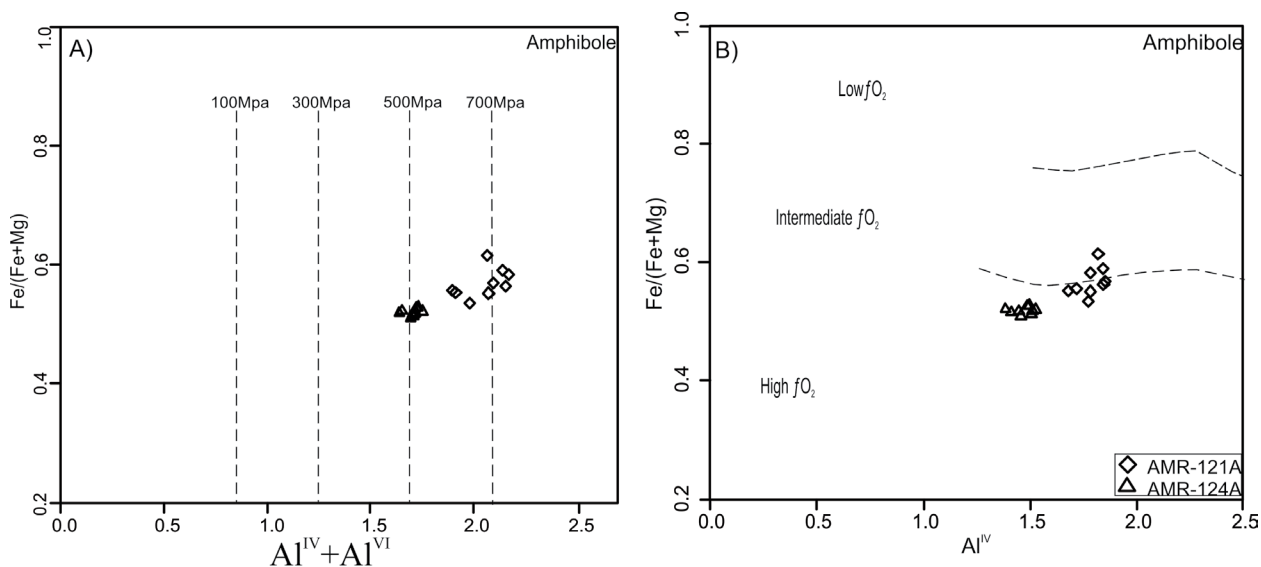 A)
Amphibole
100Mpa 300Mpa 500Mpa 700Mpa
Fe/(Fe+Mg)
1.0
0.8
0.6
0.4
0.2
0.0 0.5 1.0 1.5 2.0 2.5
Al^IV+Al^VI
B)
Amphibole
Low ƒO₂
Intermediate ƒO₂
High ƒO₂
Fe/(Fe+Mg)
1.0
0.8
0.6
0.4
0.2
AMR-121A
AMR-124A
0.0 0.5 1.0 1.5 2.0 2.5
Al^IV